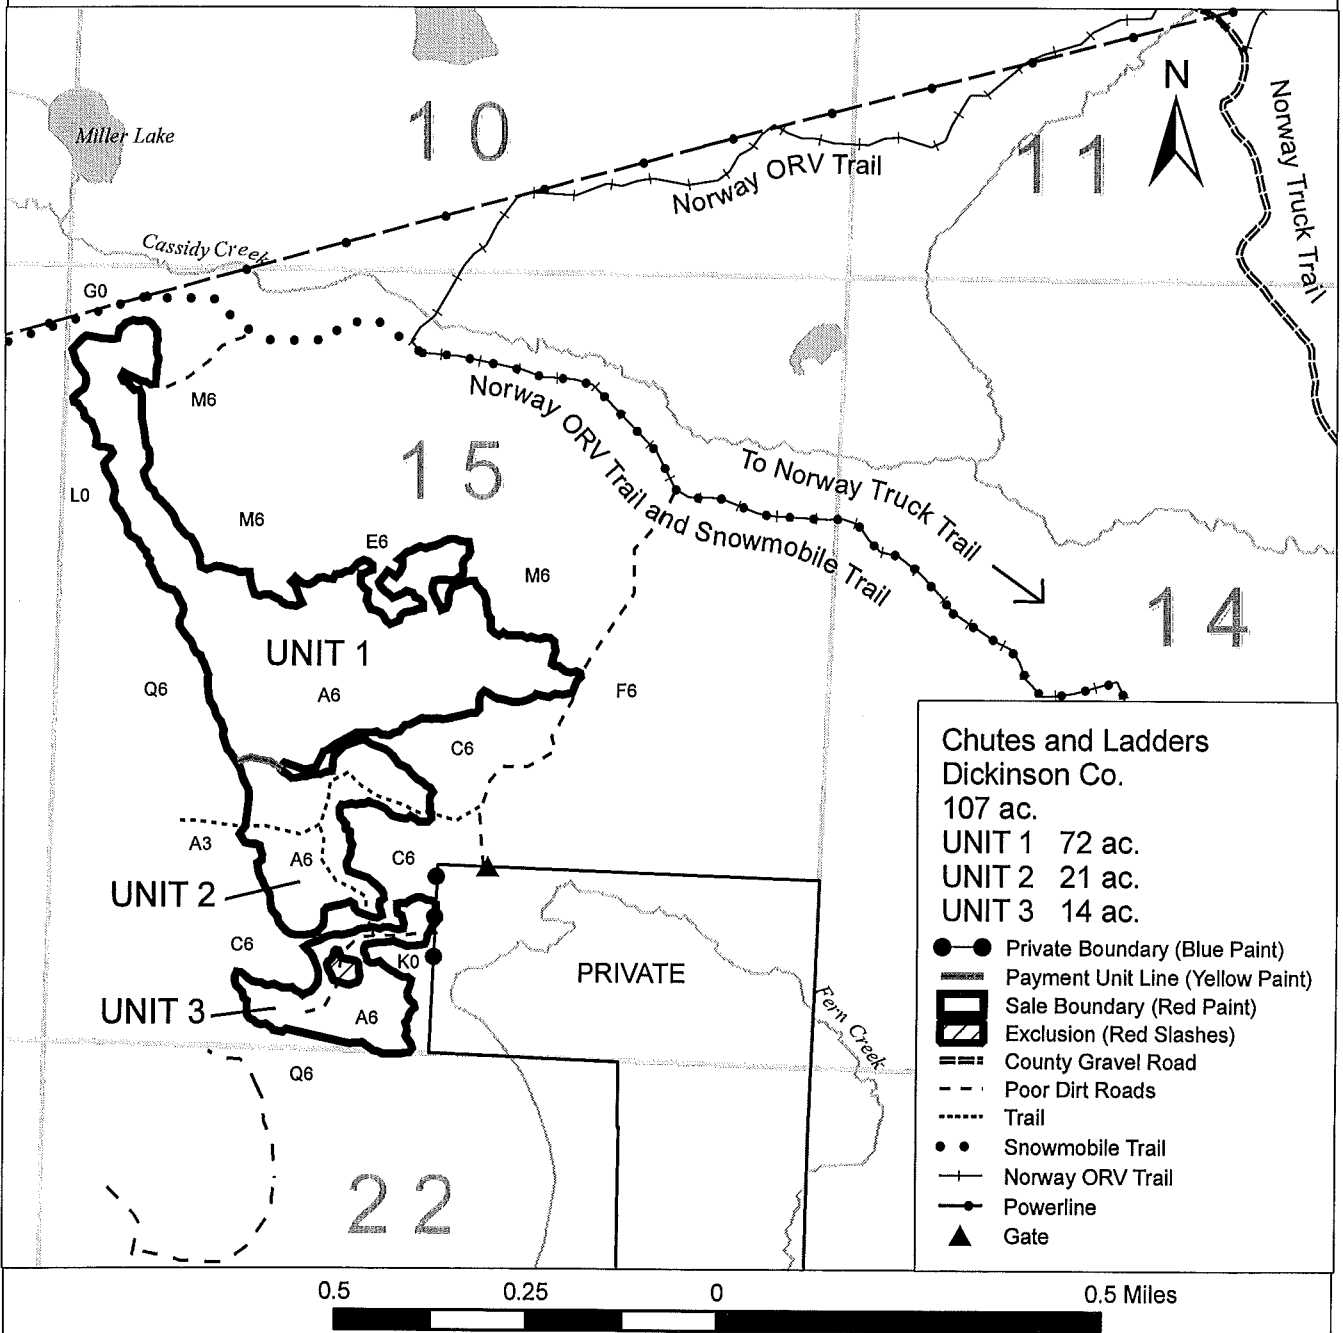 N
10
11
Miller Lake
Norway ORV Trail
Norway Truck Trail
Cassidy Creek
G0
M6
Norway ORV Trail and Snowmobile Trail
15
To Norway Truck Trail
L0
M6
E6
M6
14
UNIT 1
Q6
A6
F6
C6
A3
A6
C6
UNIT 2
C6
K0
PRIVATE
UNIT 3
A6
Fern Creek
Q6
22
Chutes and Ladders
Dickinson Co.
107 ac.
UNIT 1 72 ac.
UNIT 2 21 ac.
UNIT 3 14 ac.
Private Boundary (Blue Paint)
Payment Unit Line (Yellow Paint)
Sale Boundary (Red Paint)
Exclusion (Red Slashes)
County Gravel Road
Poor Dirt Roads
Trail
Snowmobile Trail
Norway ORV Trail
Powerline
Gate
0.5 0.25 0 0.5 Miles